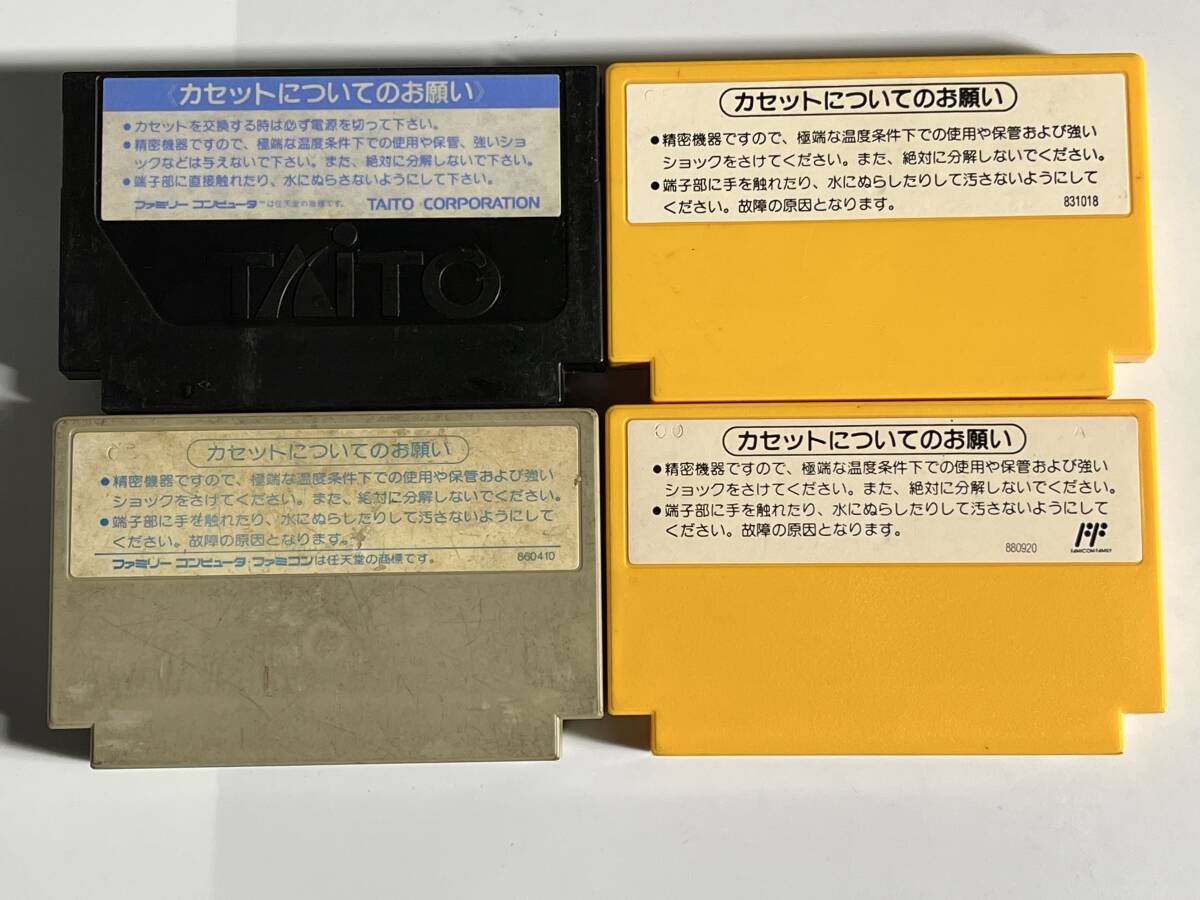 《カセットについてのお願い》
●カセットを交換する時は必ず電源を切って下さい。
●精密機器ですので、極端な温度条件下での使用や保管、強いショ
ックなどは与えないで下さい。また、絶対に分解しないで下さい。
●端子部に直接触れたり、水にぬらさないようにして下さい。
ファミリー コンピュータ™は任天堂の商標です。 TAITO CORPORATION
TAITO
カセットについてのお願い
●精密機器ですので、極端な温度条件下での使用や保管および強い
ショックをさけてください。また、絶対に分解しないでください。
●端子部に手を触れたり、水にぬらしたりして汚さないようにして
ください。故障の原因となります。 831018
カセットについてのお願い
●精密機器ですので、極端な温度条件下での使用や保管および強い
ショックをさけてください。また、絶対に分解しないでください。
●端子部に手を触れたり、水にぬらしたりして汚さないようにして
ください。故障の原因となります。
ファミリー コンピュータ・ファミコンは任天堂の商標です。 860410
00 A
カセットについてのお願い
●精密機器ですので、極端な温度条件下での使用や保管および強い
ショックをさけてください。また、絶対に分解しないでください。
●端子部に手を触れたり、水にぬらしたりして汚さないようにして
ください。故障の原因となります。
880920 FAMICOM FAMILY